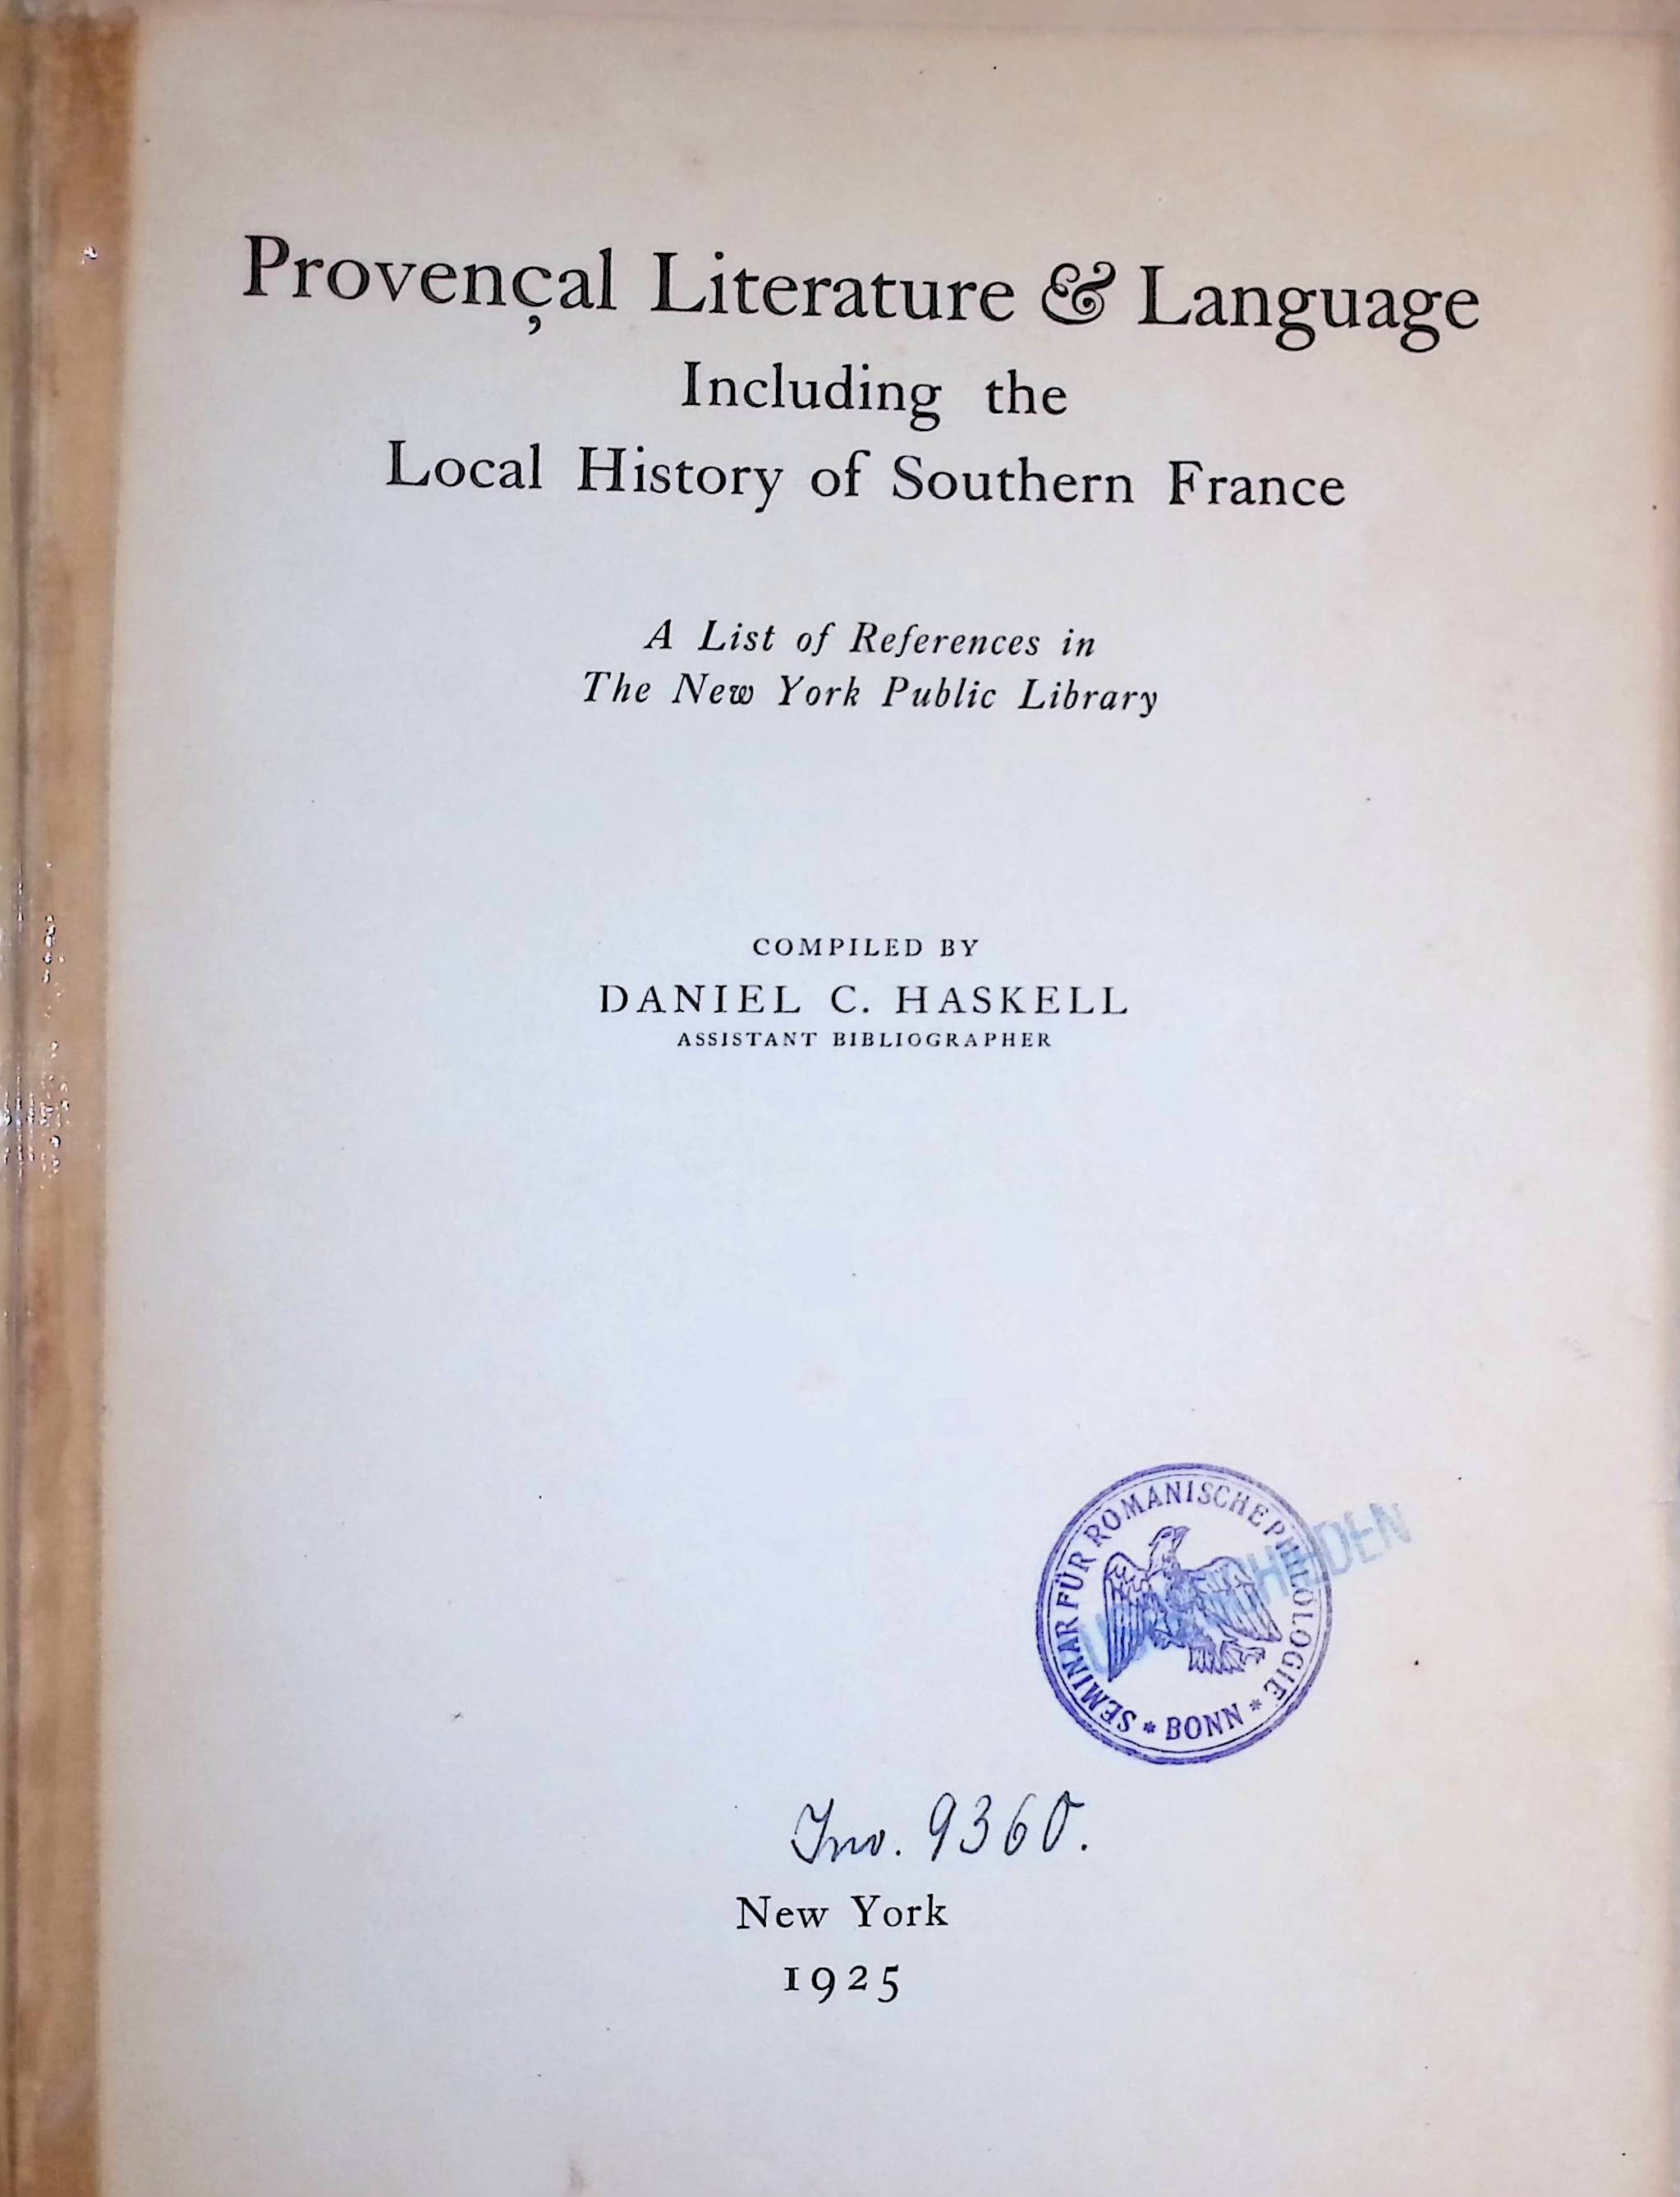 Provençal Literature & Language
Including the
Local History of Southern France
A List of References in
The New York Public Library
COMPILED BY
DANIEL C. HASKELL
ASSISTANT BIBLIOGRAPHER
SEMINAR FÜR ROMANISCHE PHILOLOGIE * BONN *
Inv. 9360.
New York
1925